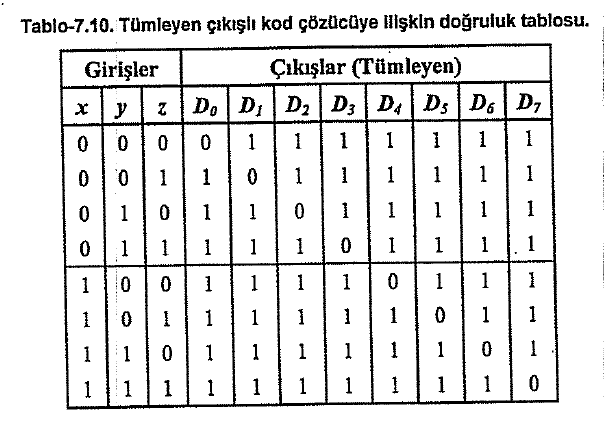 Tablo-7.10. Tümleyen çıkışlı kod çözücüye ilişkin doğruluk tablosu.
Girişler Çıkışlar (Tümleyen)
x y z D0 D1 D2 D3 D4 D5 D6 D7
0 0 0 0 1 1 1 1 1 1 1
0 0 1 1 0 1 1 1 1 1 1
0 1 0 1 1 0 1 1 1 1 1
0 1 1 1 1 1 0 1 1 1 1
1 0 0 1 1 1 1 0 1 1 1
1 0 1 1 1 1 1 1 0 1 1
1 1 0 1 1 1 1 1 1 0 1
1 1 1 1 1 1 1 1 1 1 0